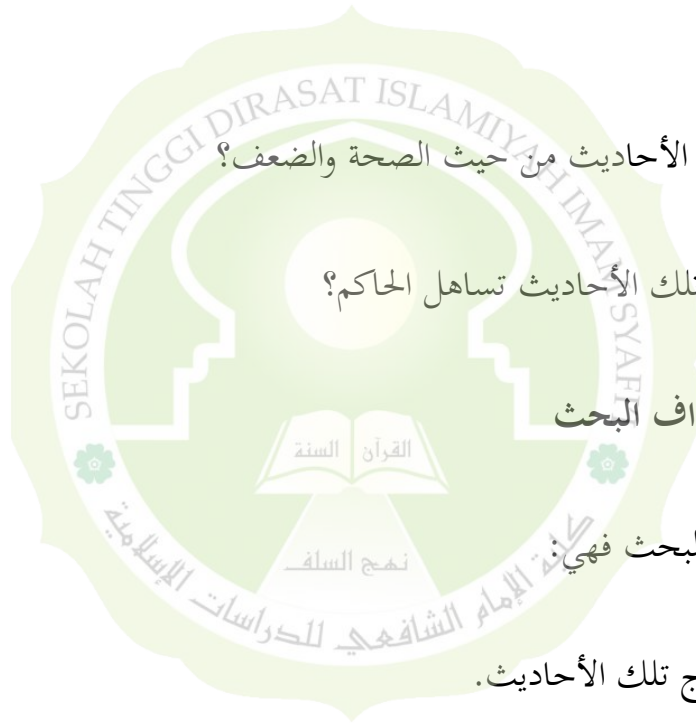 SEKOLAH TINGGI DIRASAT ISLAMIYAH IMAM SYAFI'I
الأحاديث من حيث الصحة والضعف؟
تلك الأحاديث تساهل الحاكم؟
اف البحث
القرآن السنة
لبحث فهي:
نهج السلف
كلية الإمام الشافعي للدراسات الإسلامية
ج تلك الأحاديث.